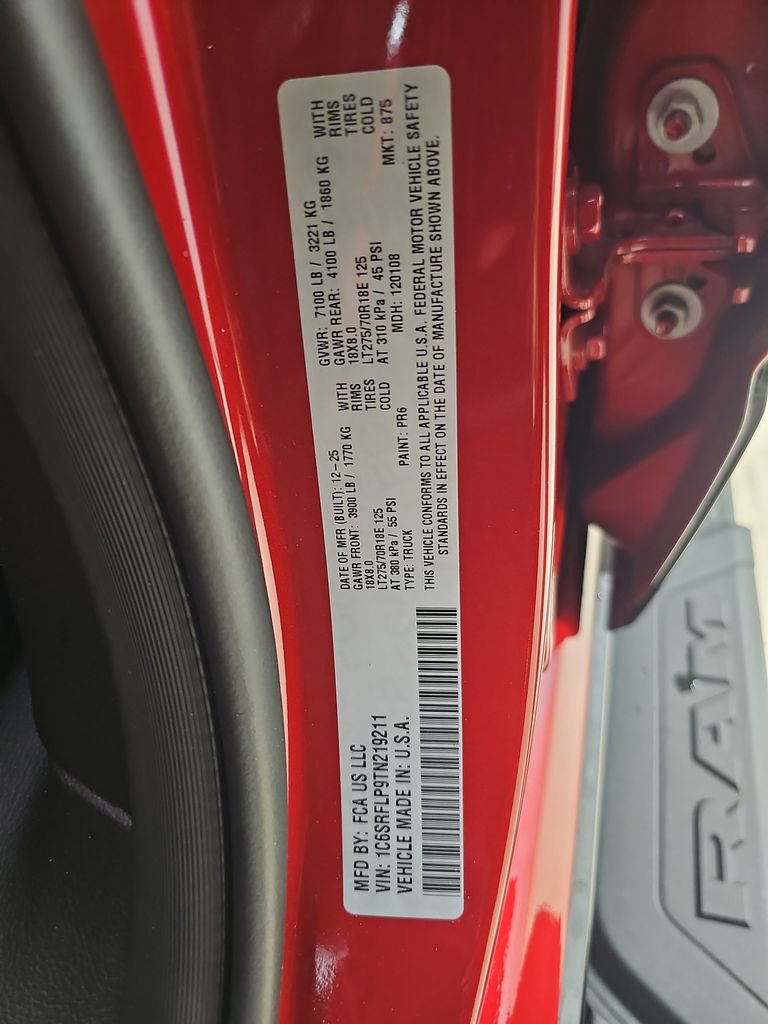 MFD BY: FCA US LLC
VIN: 1C6SRFLP9TN219211
VEHICLE MADE IN: U.S.A.
DATE OF MFR (BUILT): 12-25
GAWR FRONT: 3900 LB / 1770 KG WITH
18X8.0 RIMS
LT275/70R18E 125 TIRES
AT 380 kPa / 55 PSI COLD
TYPE: TRUCK PAINT: PR6
GVWR: 7100 LB / 3221 KG
GAWR REAR: 4100 LB / 1860 KG WITH
18X8.0 RIMS
LT275/70R18E 125 TIRES
AT 310 kPa / 45 PSI COLD
MDH: 120108 MKT: 875
THIS VEHICLE CONFORMS TO ALL APPLICABLE U.S.A. FEDERAL MOTOR VEHICLE SAFETY
STANDARDS IN EFFECT ON THE DATE OF MANUFACTURE SHOWN ABOVE.
RAM